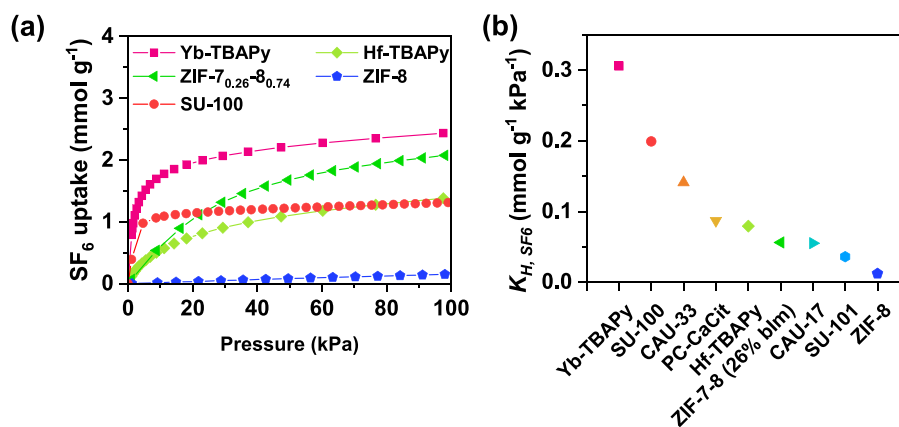 (a)
SF6 uptake (mmol g-1)
4
3
2
1
0
Yb-TBAPy
Hf-TBAPy
ZIF-70.26-80.74
ZIF-8
SU-100
0 20 40 60 80 100
Pressure (kPa)
(b)
KH, SF6 (mmol g-1 kPa-1)
0.3
0.2
0.1
0.0
Yb-TBAPy
SU-100
CAU-33
PC-CaCit
Hf-TBAPy
ZIF-7-8 (26% bIm)
CAU-17
SU-101
ZIF-8